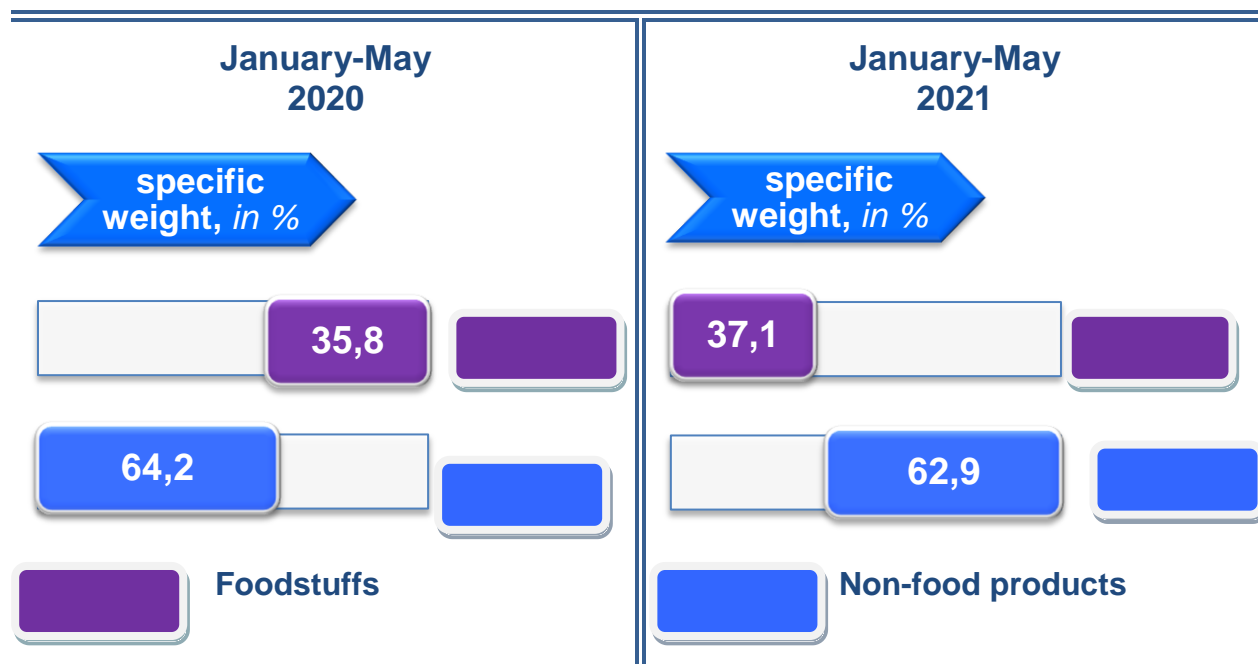 January-May
2020
specific
weight, in %
35,8
64,2
January-May
2021
specific
weight, in %
37,1
62,9
Foodstuffs
Non-food products